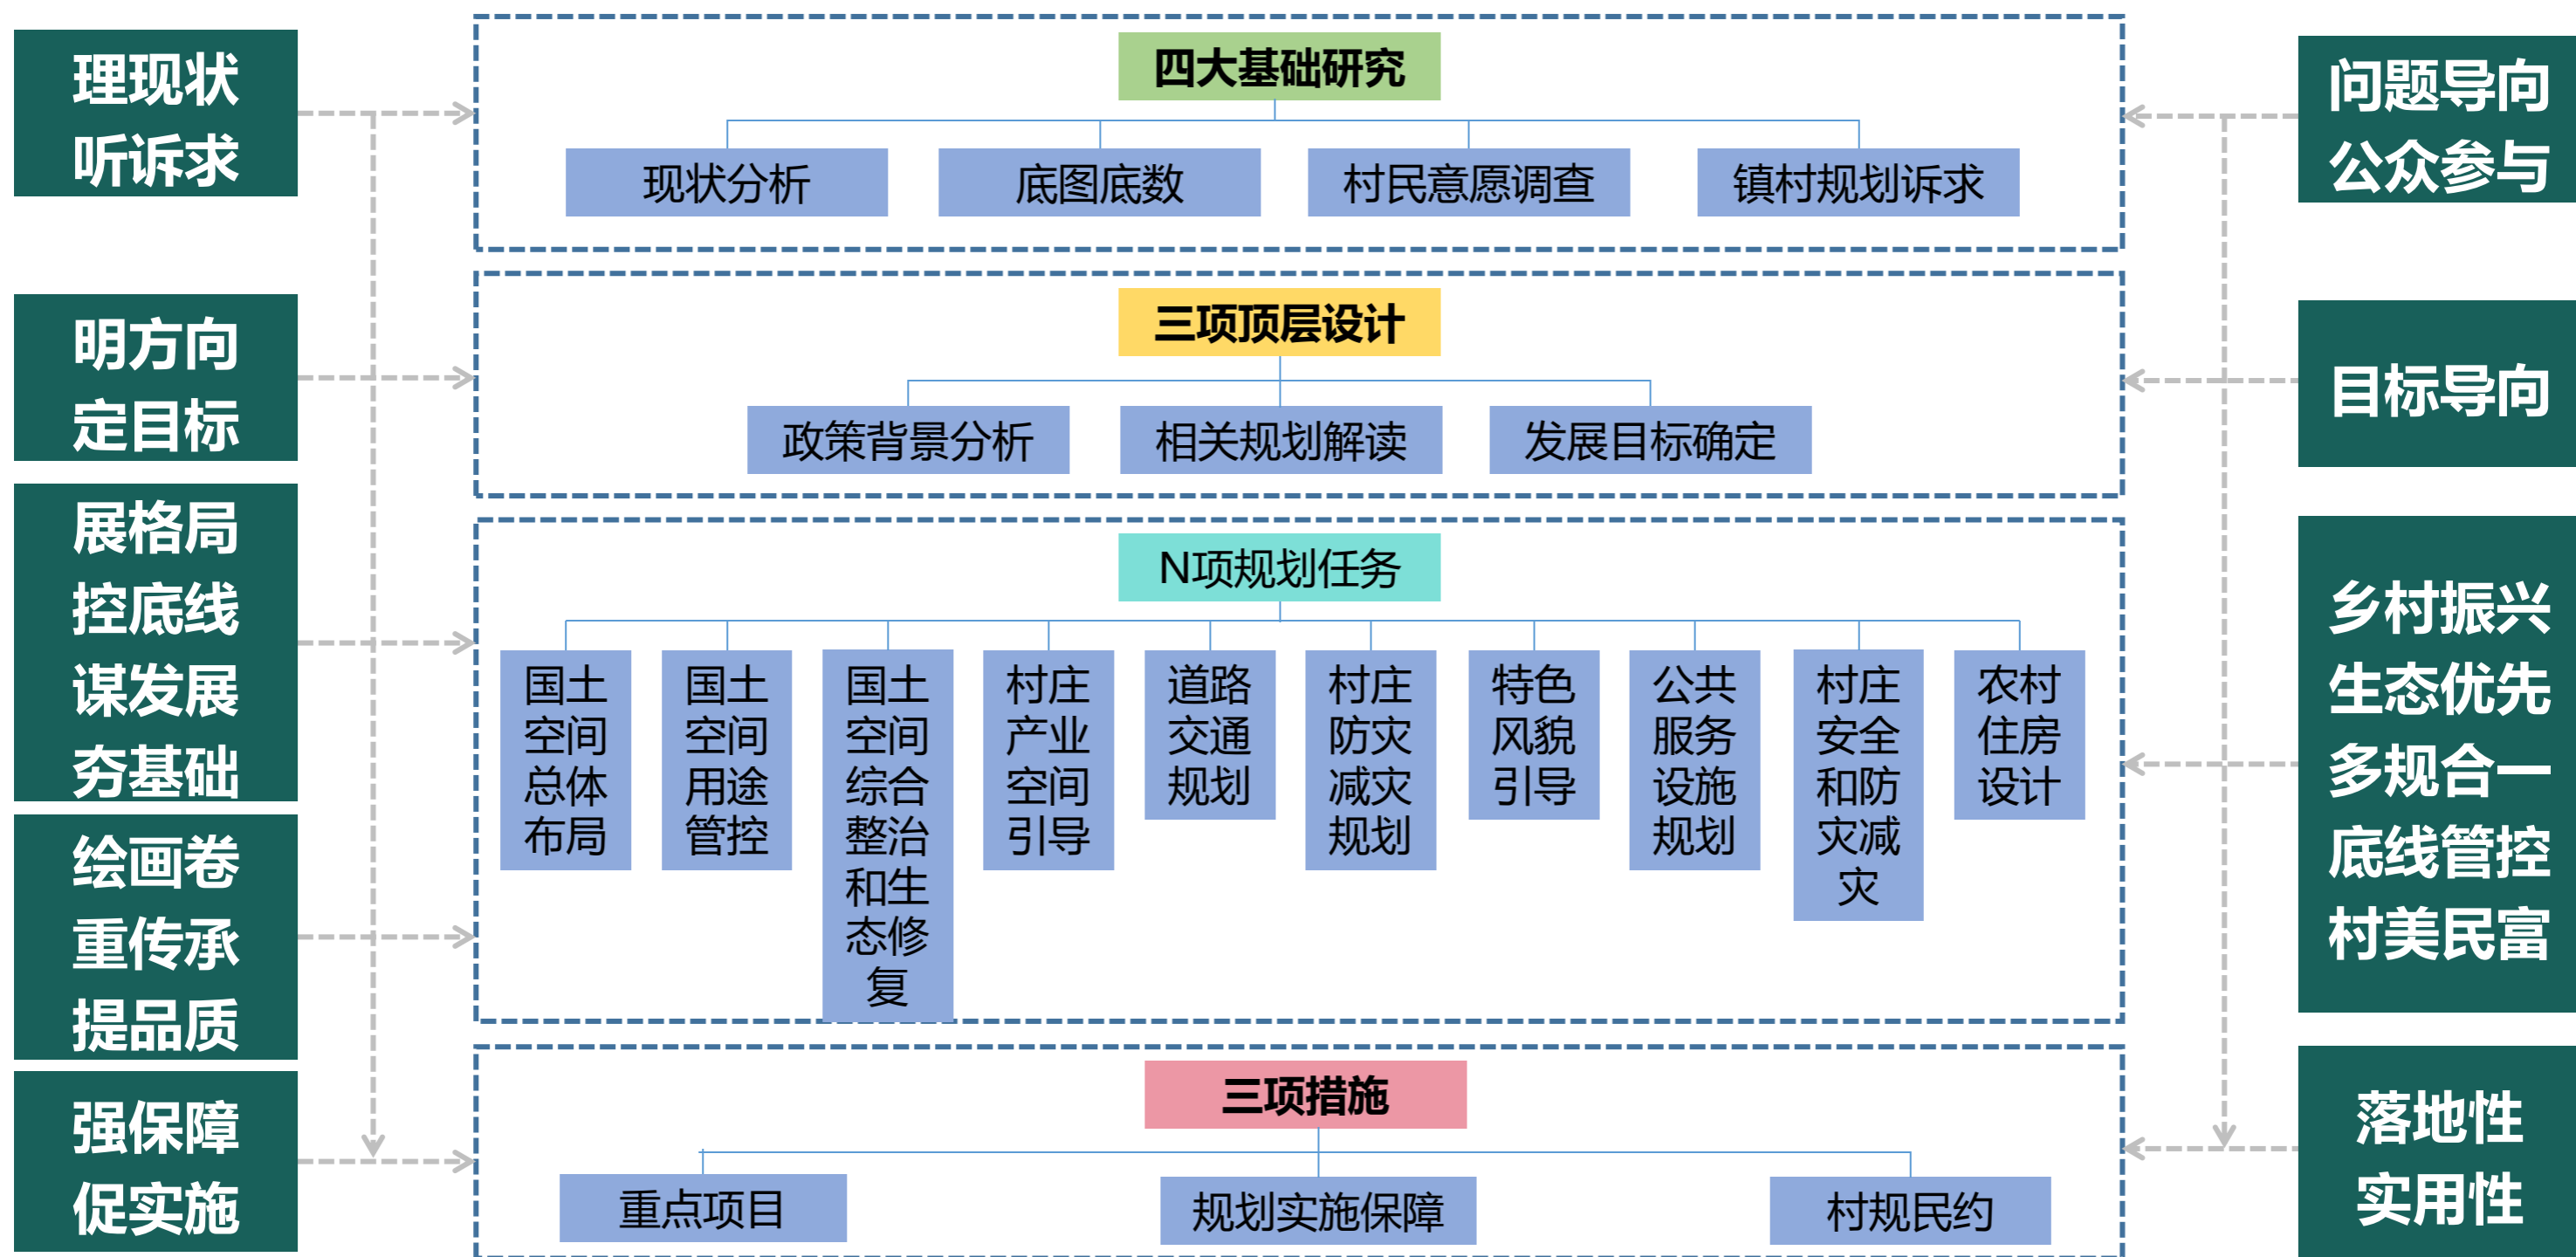 理现状
听诉求
明方向
定目标
展格局
控底线
谋发展
夯基础
绘画卷
重传承
提品质
强保障
促实施
四大基础研究
现状分析
底图底数
村民意愿调查
镇村规划诉求
三项顶层设计
政策背景分析
相关规划解读
发展目标确定
N项规划任务
国土
空间
总体
布局
国土
空间
用途
管控
国土
空间
综合
整治
和生
态修
复
村庄
产业
空间
引导
道路
交通
规划
村庄
防灾
减灾
规划
特色
风貌
引导
公共
服务
设施
规划
村庄
安全
和防
灾减
灾
农村
住房
设计
三项措施
重点项目
规划实施保障
村规民约
问题导向
公众参与
目标导向
乡村振兴
生态优先
多规合一
底线管控
村美民富
落地性
实用性